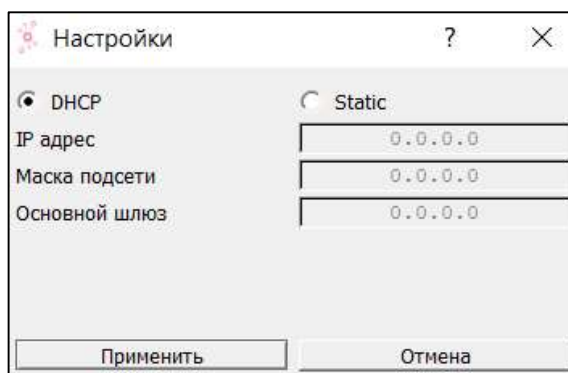 Настройки ?
DHCP Static
IP адрес 0.0.0.0
Маска подсети 0.0.0.0
Основной шлюз 0.0.0.0
Применить Отмена